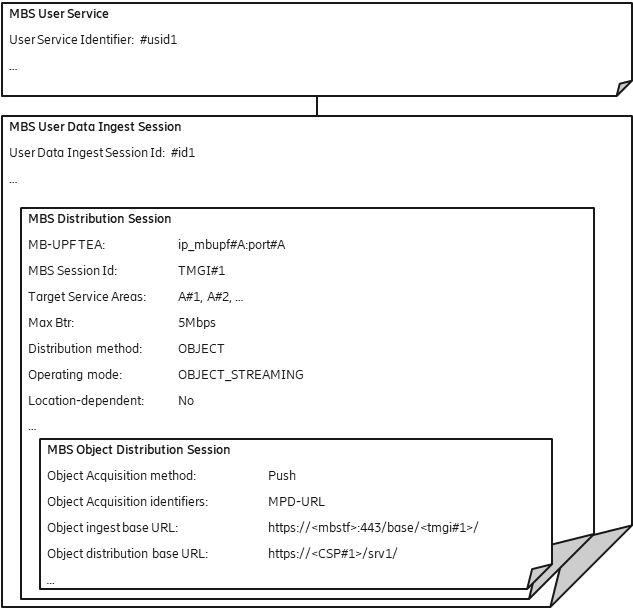 MBS User Service
User Service Identifier: #usid1
...
MBS User Data Ingest Session
User Data Ingest Session Id: #id1
...
MBS Distribution Session
MB-UPF TEA: ip_mbupf#A:port#A
MBS Session Id: TMGI#1
Target Service Areas: A#1, A#2, ...
Max Btr: 5Mbps
Distribution method: OBJECT
Operating mode: OBJECT_STREAMING
Location-dependent: No
...
MBS Object Distribution Session
Object Acquisition method: Push
Object Acquisition identifiers: MPD-URL
Object ingest base URL: https://<mbstf>:443/base/<tmgi#1>/
Object distribution base URL: https://<CSP#1>/srv1/
...